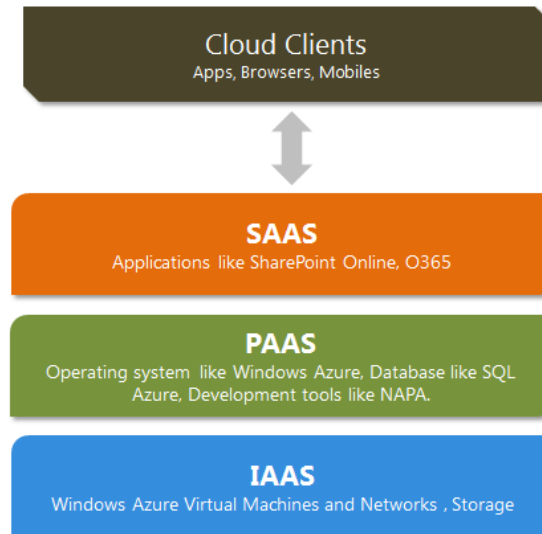 Cloud Clients
Apps, Browsers, Mobiles
SAAS
Applications like SharePoint Online, O365
PAAS
Operating system like Windows Azure, Database like SQL
Azure, Development tools like NAPA.
IAAS
Windows Azure Virtual Machines and Networks , Storage